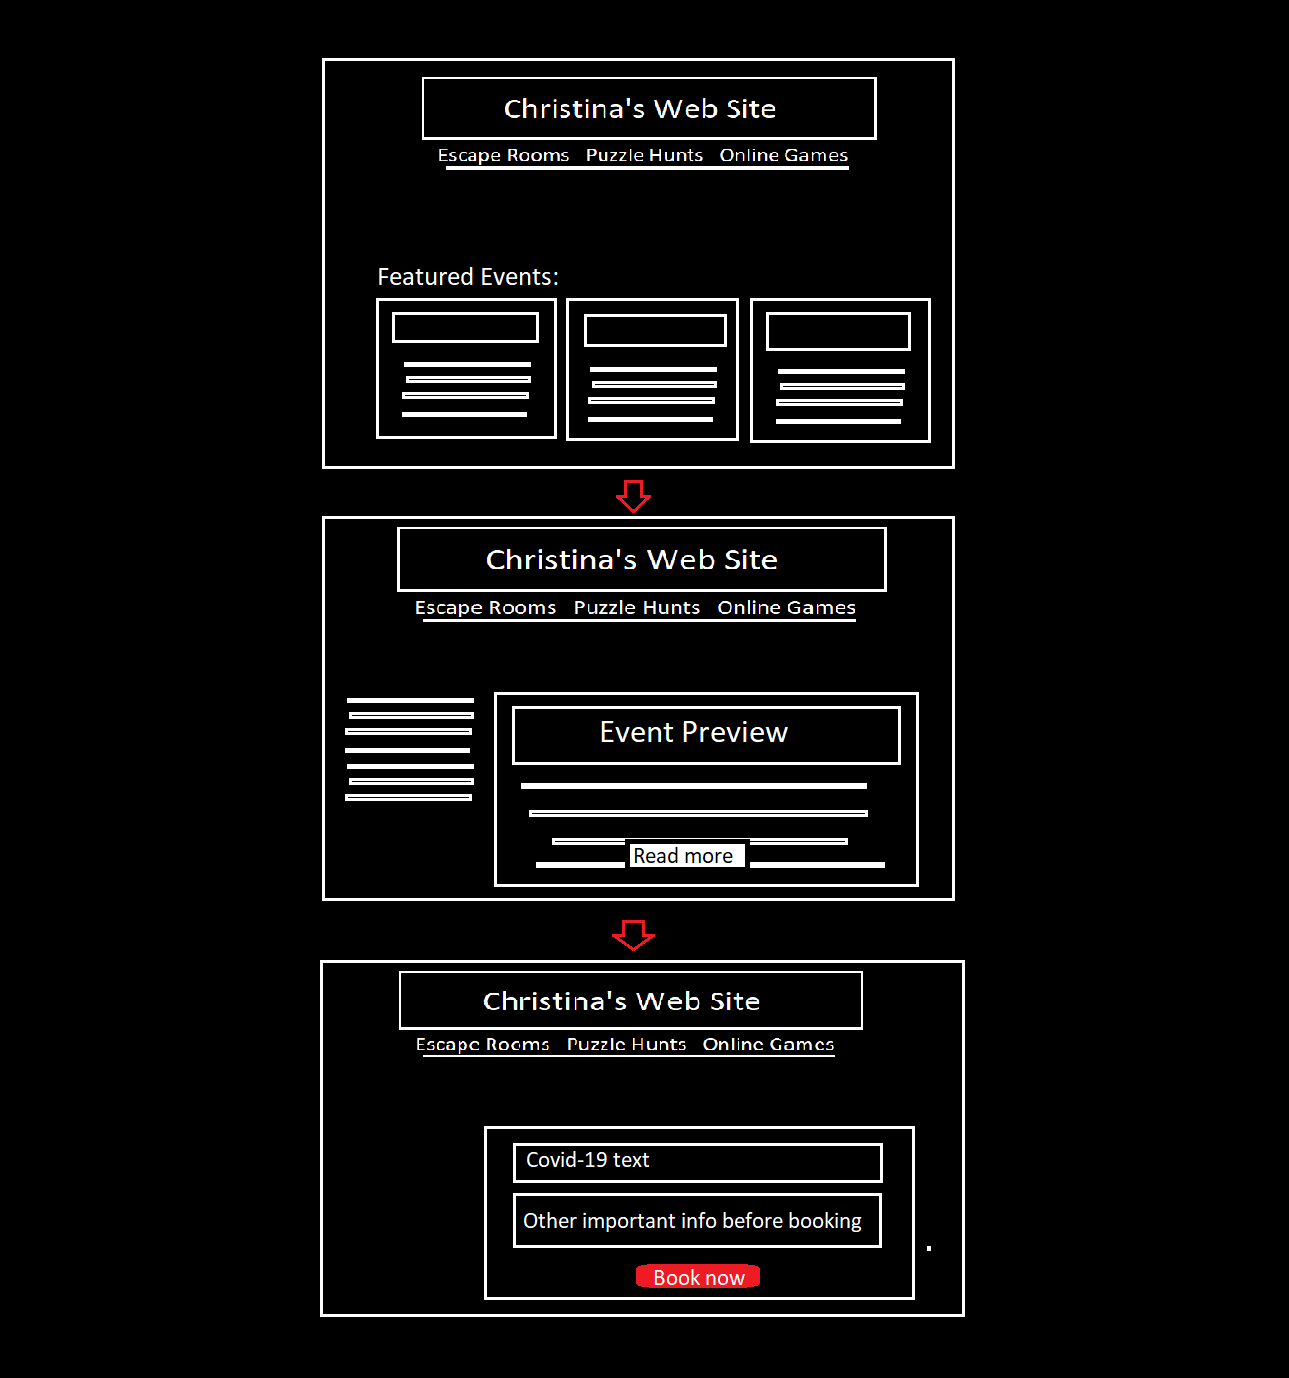 Christina's Web Site
Escape Rooms Puzzle Hunts Online Games
Featured Events:
Christina's Web Site
Escape Rooms Puzzle Hunts Online Games
Event Preview
Read more
Christina's Web Site
Escape Rooms Puzzle Hunts Online Games
Covid-19 text
Other important info before booking
Book now